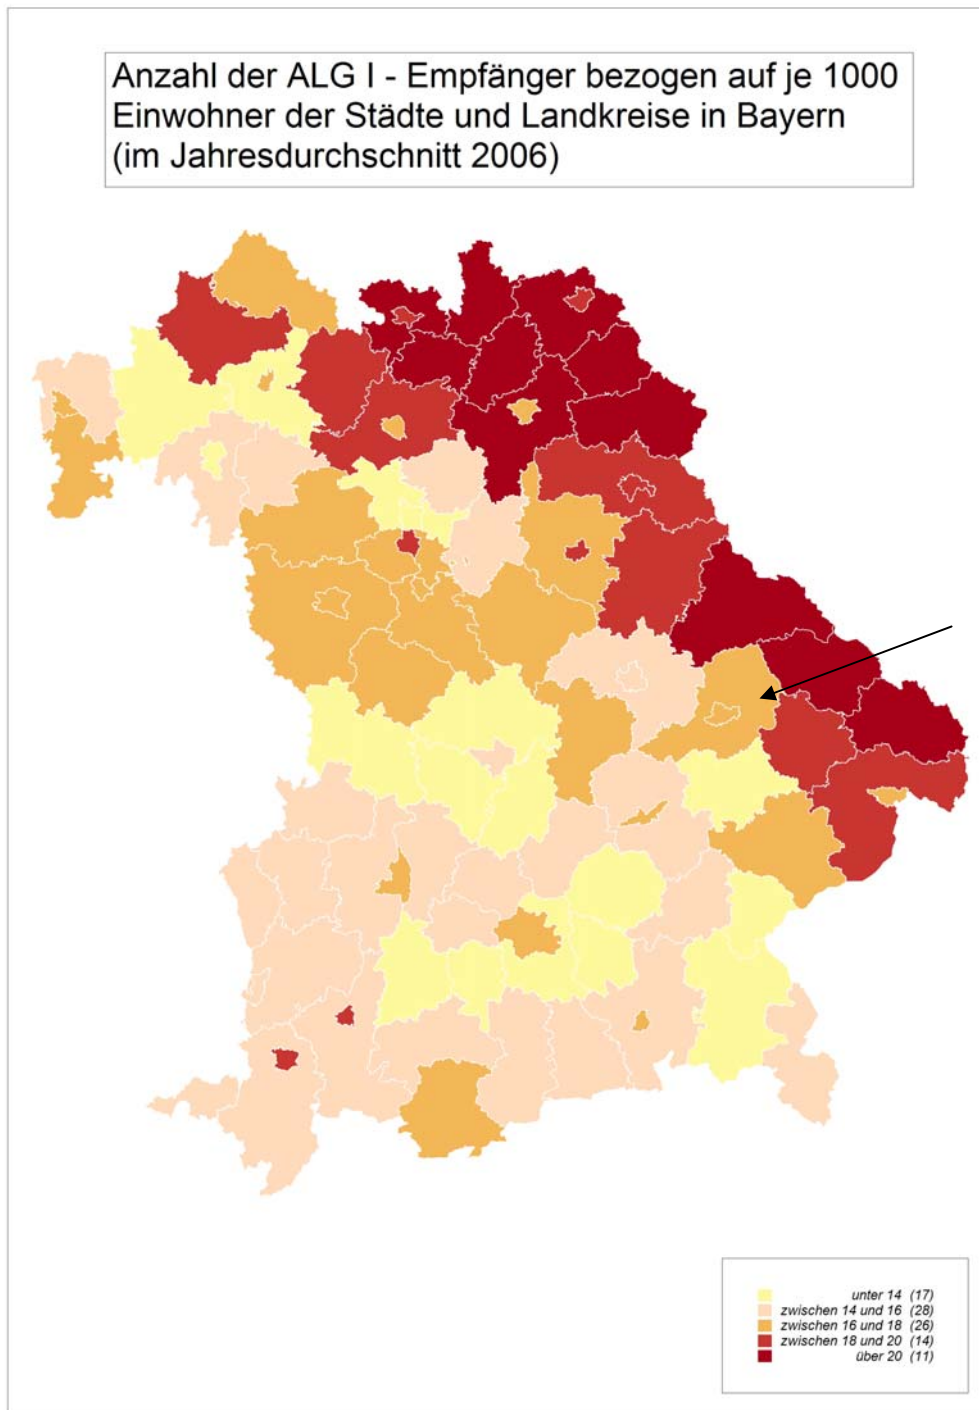 Anzahl der ALG I - Empfänger bezogen auf je 1000
Einwohner der Städte und Landkreise in Bayern
(im Jahresdurchschnitt 2006)
unter 14 (17)
zwischen 14 und 16 (28)
zwischen 16 und 18 (26)
zwischen 18 und 20 (14)
über 20 (11)